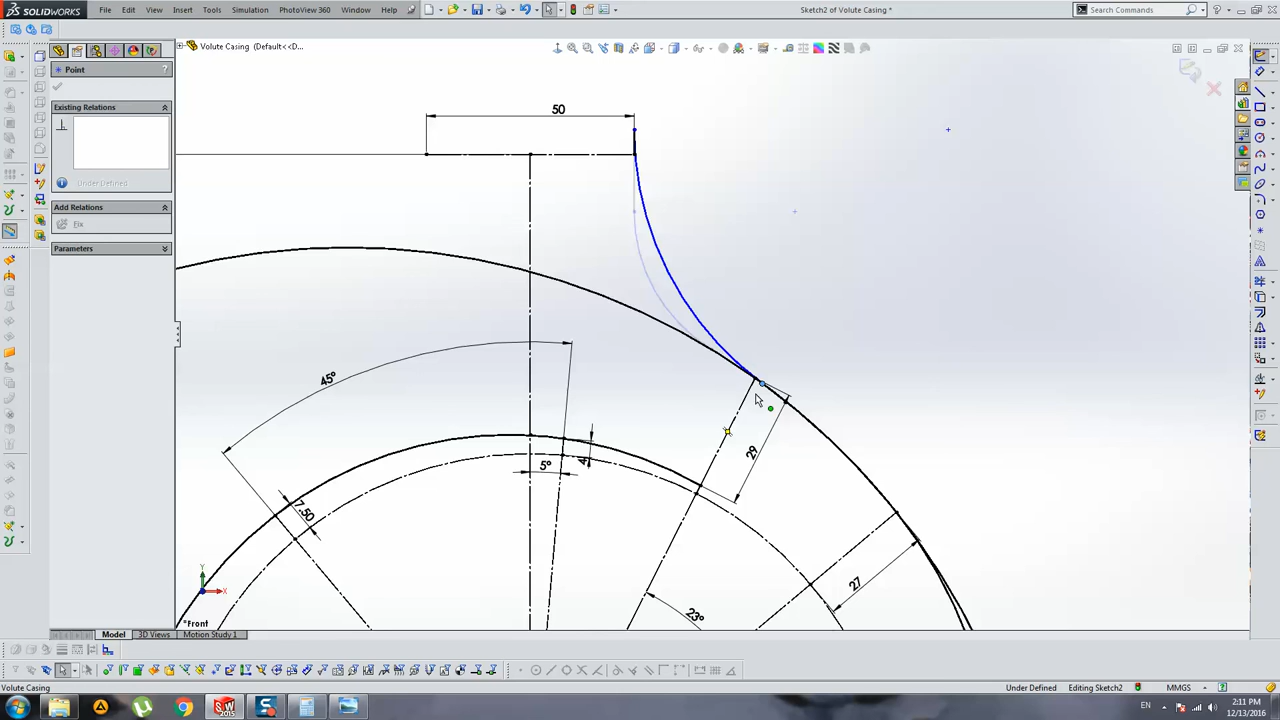 SOLIDWORKS File Edit View Insert Tools Simulation PhotoView 360 Window Help Sketch2 of Volute Casing * Search Commands
Volute Casing (Default<<D...
Point
?
Existing Relations
Under Defined
Add Relations
Fix
Parameters
50
45°
5°
4
7.50
29
27
23°
Y
X
*Front
Model 3D Views Motion Study 1
Volute Casing Under Defined Editing Sketch2 MMGS
SW 2015 S EN 2:11 PM
12/13/2016